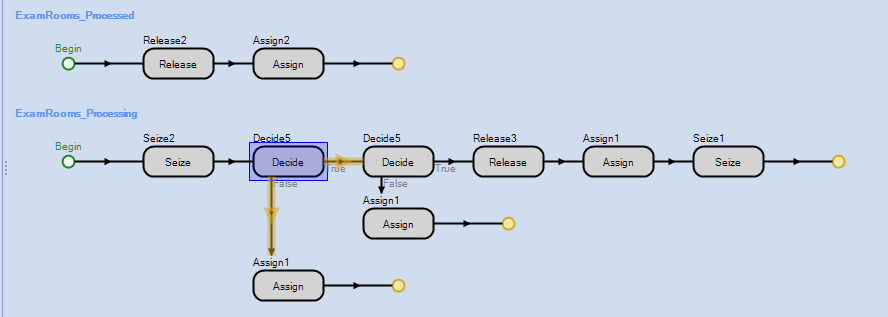 ExamRooms_Processed
Release2 Assign2
Begin
Release Assign
ExamRooms_Processing
Seize2 Decide5 Decide5 Release3 Assign1 Seize1
Begin
Seize Decide Decide Release Assign Seize
True True
False False
Assign1
Assign
Assign1
Assign